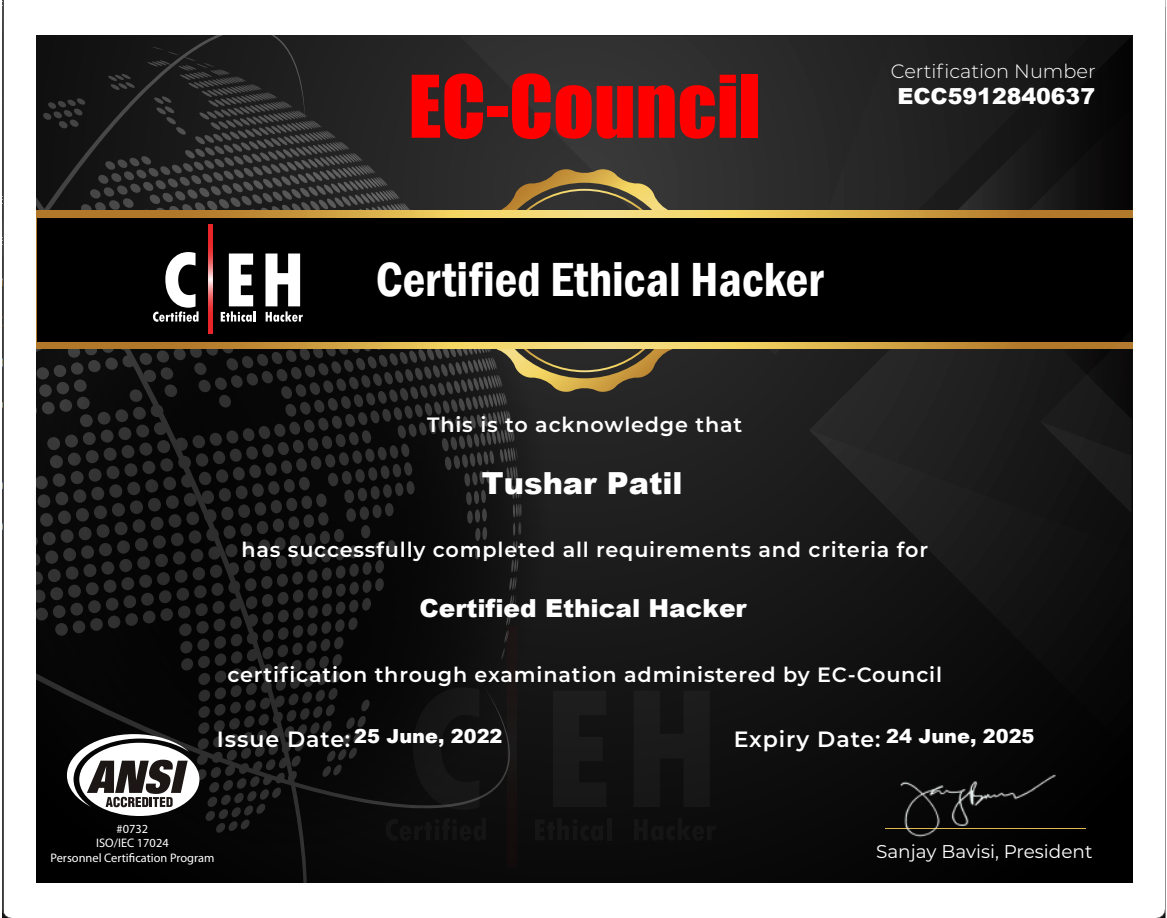 EC-Council
Certification Number
ECC5912840637
C EH
Certified Ethical Hacker
Certified Ethical Hacker
This is to acknowledge that
Tushar Patil
has successfully completed all requirements and criteria for
Certified Ethical Hacker
certification through examination administered by EC-Council
Issue Date: 25 June, 2022
Expiry Date: 24 June, 2025
C EH
Certified Ethical Hacker
ANSI
ACCREDITED
#0732
ISO/IEC 17024
Personnel Certification Program
Sanjay Bavisi, President